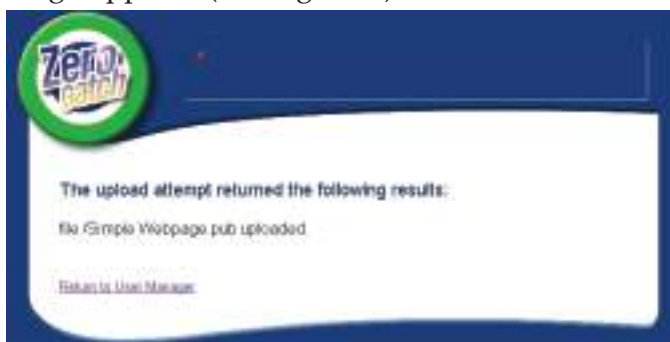 Zero
catch
The upload attempt returned the following results:
file /Simple Webpage pub uploaded.
Return to User Manager